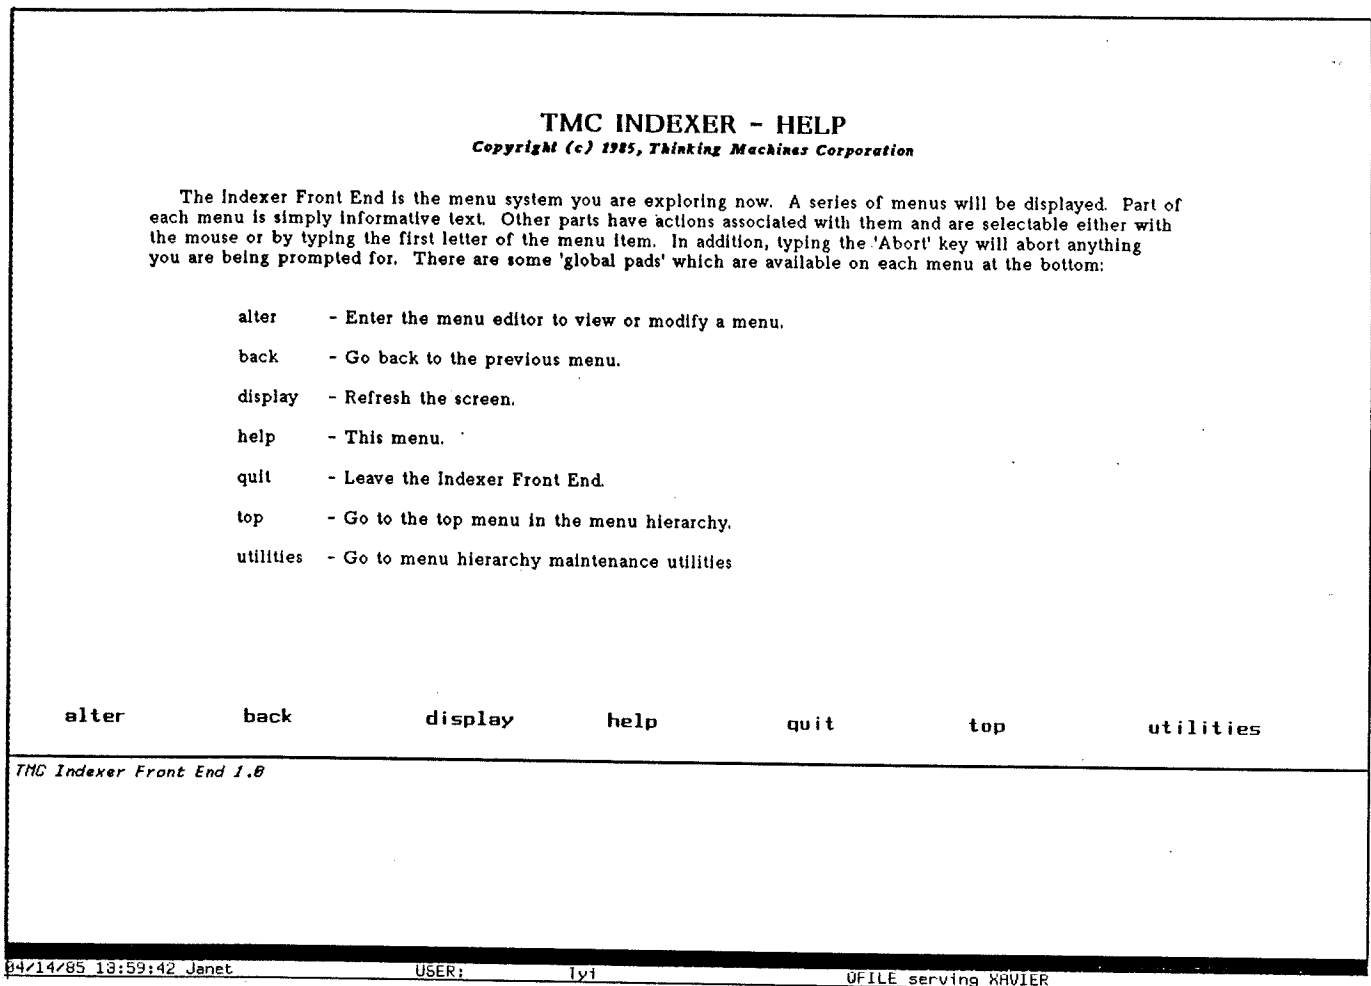 TMC INDEXER - HELP
Copyright (c) 1985, Thinking Machines Corporation
The Indexer Front End is the menu system you are exploring now. A series of menus will be displayed. Part of
each menu is simply informative text. Other parts have actions associated with them and are selectable either with
the mouse or by typing the first letter of the menu item. In addition, typing the 'Abort' key will abort anything
you are being prompted for. There are some 'global pads' which are available on each menu at the bottom:
alter - Enter the menu editor to view or modify a menu.
back - Go back to the previous menu.
display - Refresh the screen.
help - This menu.
quit - Leave the Indexer Front End.
top - Go to the top menu in the menu hierarchy.
utilities - Go to menu hierarchy maintenance utilities
alter back display help quit top utilities
TMC Indexer Front End 1.0
04/14/85 13:59:42 Janet USER: Tyi QFILE serving XAVIER